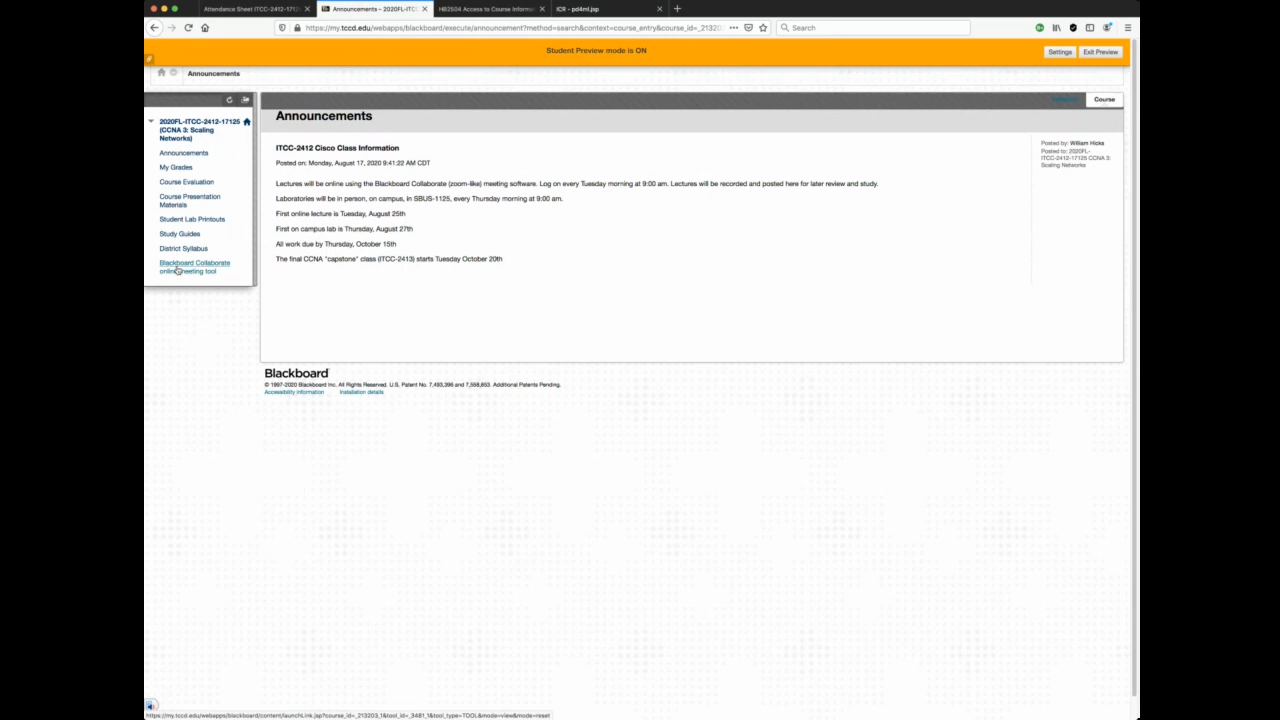 Attendance Sheet ITCC-2412-1712
Announcements – 2020FL-ITC
HB2504 Access to Course Informa
ICR - pd4ml.jsp
https://my.tccd.edu/webapps/blackboard/execute/announcement?method=search&context=course_entry&course_id=_21320
Search
Student Preview mode is ON
Settings
Exit Preview
Announcements
2020FL-ITCC-2412-17125
(CCNA 3: Scaling
Networks)
Announcements
My Grades
Course Evaluation
Course Presentation
Materials
Student Lab Printouts
Study Guides
District Syllabus
Blackboard Collaborate
online meeting tool
Course
Announcements
ITCC-2412 Cisco Class Information
Posted on: Monday, August 17, 2020 9:41:22 AM CDT
Lectures will be online using the Blackboard Collaborate (zoom-like) meeting software. Log on every Tuesday morning at 9:00 am. Lectures will be recorded and posted here for later review and study.
Laboratories will be in person, on campus, in SBUS-1125, every Thursday morning at 9:00 am.
First online lecture is Tuesday, August 25th
First on campus lab is Thursday, August 27th
All work due by Thursday, October 15th
The final CCNA "capstone" class (ITCC-2413) starts Tuesday October 20th
Posted by: William Hicks
Posted to: 2020FL-
ITCC-2412-17125 CCNA 3:
Scaling Networks
Blackboard
© 1997-2020 Blackboard Inc. All Rights Reserved. U.S. Patent No. 7,493,396 and 7,558,853. Additional Patents Pending.
Accessibility information
Installation details
https://my.tccd.edu/webapps/blackboard/content/launchLink.jsp?course_id=_213203_1&tool_id=_3481_1&tool_type=TOOL&mode=view&mode=reset